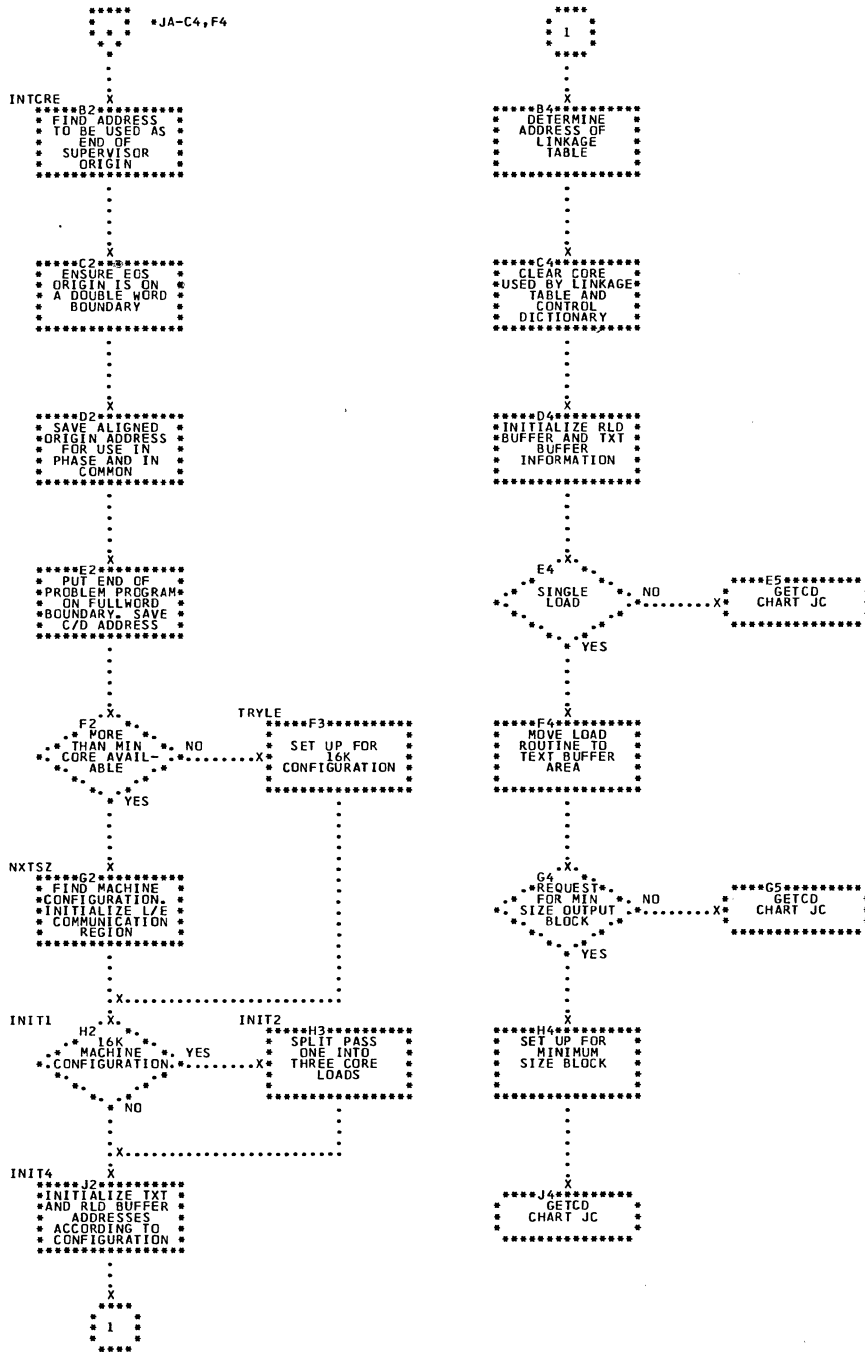 *JA-C4,F4
INTCRE
B2
FIND ADDRESS
TO BE USED AS
END OF
SUPERVISOR
ORIGIN
C2
ENSURE EOS
ORIGIN IS ON
A DOUBLE WORD
BOUNDARY
D2
SAVE ALIGNED
ORIGIN ADDRESS
FOR USE IN
PHASE AND IN
COMMON
E2
PUT END OF
PROBLEM PROGRAM
ON FULLWORD
BOUNDARY. SAVE
C/D ADDRESS
F2
MORE
THAN MIN
CORE AVAIL-
ABLE
NO
YES
TRYLE
F3
SET UP FOR
16K
CONFIGURATION
NXTSZ
G2
FIND MACHINE
CONFIGURATION.
INITIALIZE L/E
COMMUNICATION
REGION
INIT1
H2
16K
MACHINE
CONFIGURATION
YES
NO
INIT2
H3
SPLIT PASS
ONE INTO
THREE CORE
LOADS
INIT4
J2
INITIALIZE TXT
AND RLD BUFFER
ADDRESSES
ACCORDING TO
CONFIGURATION
1
1
B4
DETERMINE
ADDRESS OF
LINKAGE
TABLE
C4
CLEAR CORE
USED BY LINKAGE
TABLE AND
CONTROL
DICTIONARY
D4
INITIALIZE RLD
BUFFER AND TXT
BUFFER
INFORMATION
E4
SINGLE
LOAD
NO
YES
E5
GETCD
CHART JC
F4
MOVE LOAD
ROUTINE TO
TEXT BUFFER
AREA
G4
REQUEST
FOR MIN
SIZE OUTPUT
BLOCK
NO
YES
G5
GETCD
CHART JC
H4
SET UP FOR
MINIMUM
SIZE BLOCK
J4
GETCD
CHART JC